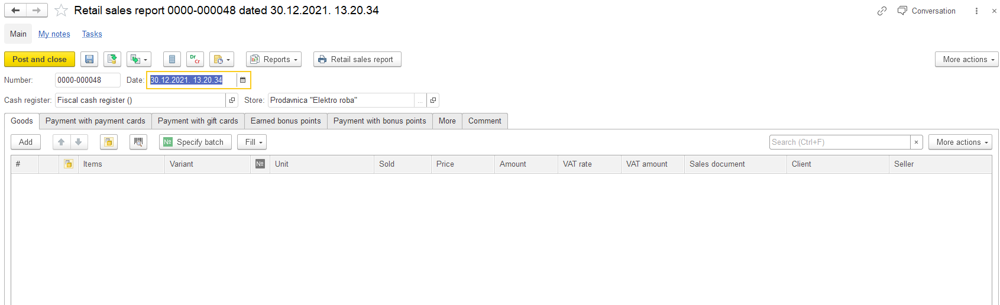 Retail sales report 0000-000048 dated 30.12.2021. 13.20.34 Conversation
Main My notes Tasks
Post and close Dr Cr Reports Retail sales report More actions
Number: 0000-000048 Date: 30.12.2021. 13.20.34
Cash register: Fiscal cash register () Store: Prodavnica "Elektro roba" ...
Goods Payment with payment cards Payment with gift cards Earned bonus points Payment with bonus points More Comment
Add № Specify batch Fill Search (Ctrl+F) × More actions
# Items Variant № Unit Sold Price Amount VAT rate VAT amount Sales document Client Seller